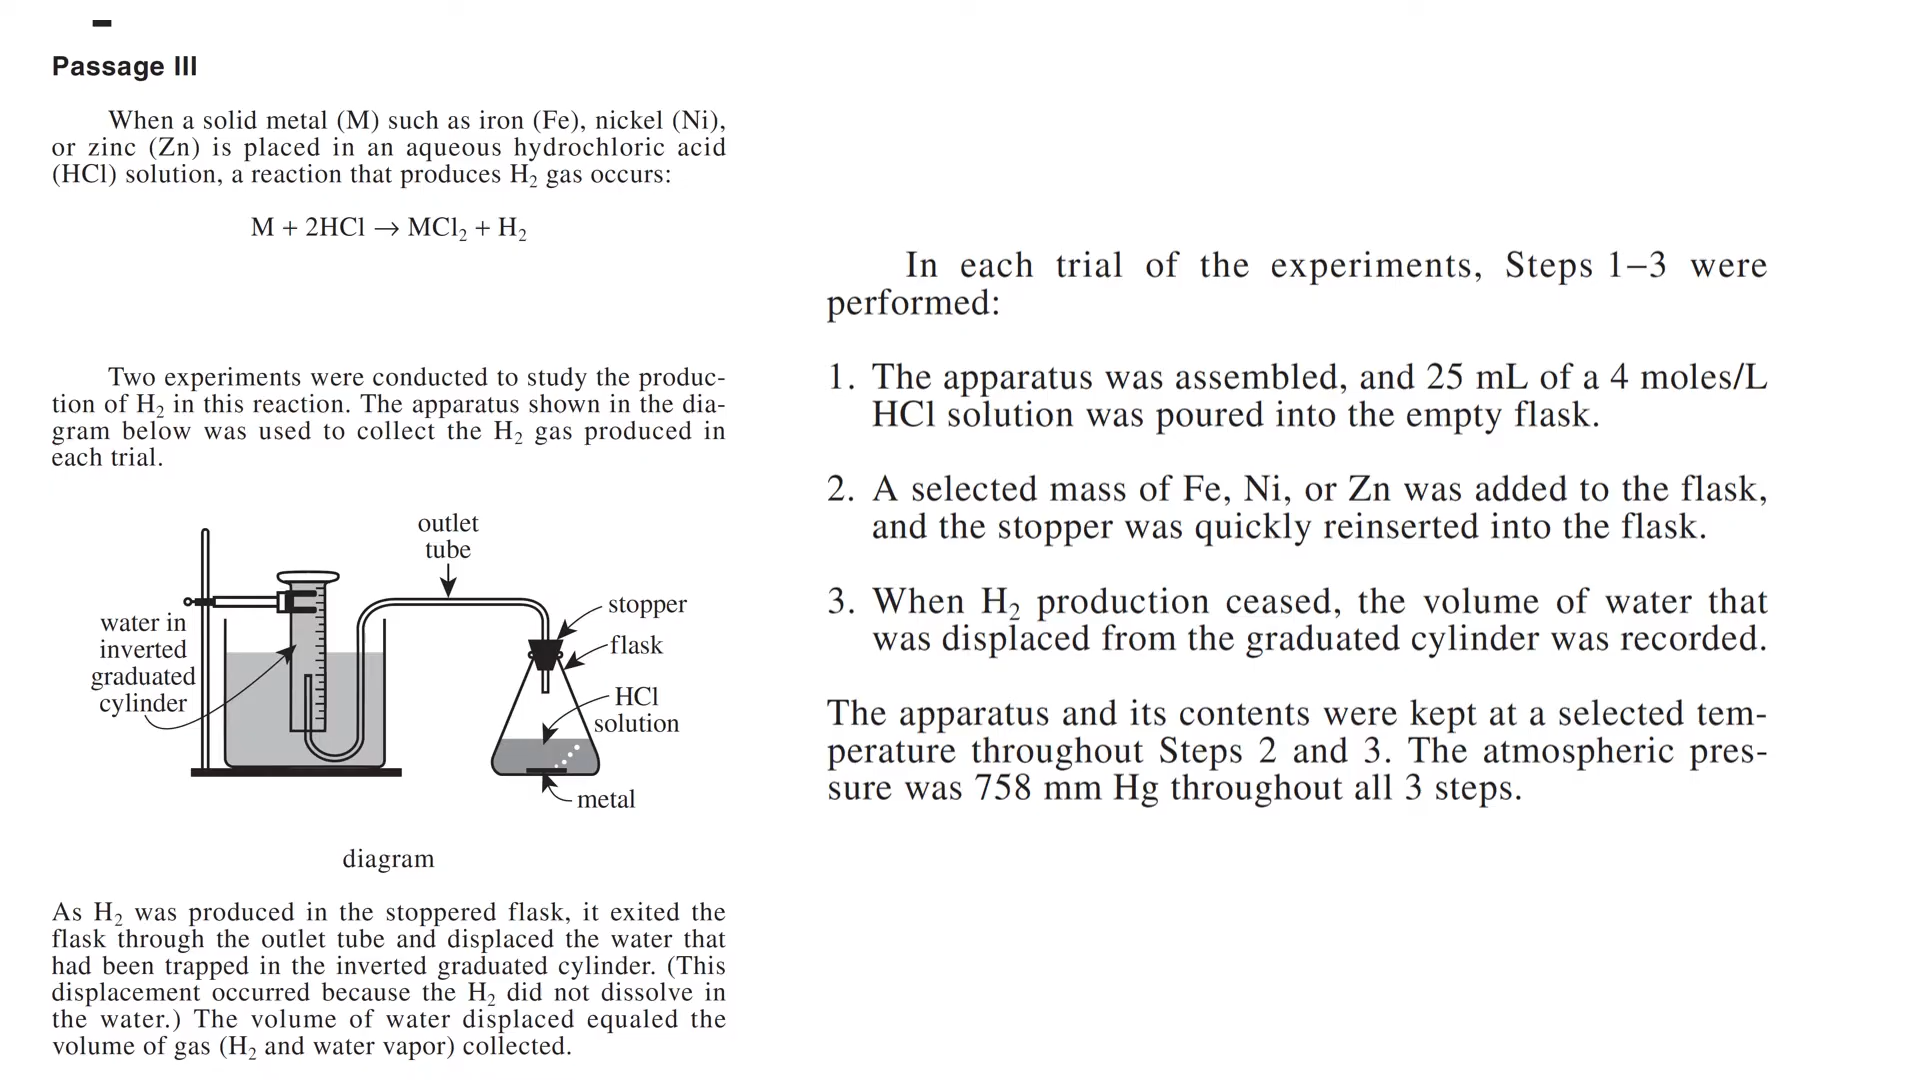 Passage III
When a solid metal (M) such as iron (Fe), nickel (Ni),
or zinc (Zn) is placed in an aqueous hydrochloric acid
(HCl) solution, a reaction that produces H₂ gas occurs:
M + 2HCl → MCl₂ + H₂
Two experiments were conducted to study the produc-
tion of H₂ in this reaction. The apparatus shown in the dia-
gram below was used to collect the H₂ gas produced in
each trial.
outlet
tube
stopper
flask
HCl
solution
metal
water in
inverted
graduated
cylinder
diagram
As H₂ was produced in the stoppered flask, it exited the
flask through the outlet tube and displaced the water that
had been trapped in the inverted graduated cylinder. (This
displacement occurred because the H₂ did not dissolve in
the water.) The volume of water displaced equaled the
volume of gas (H₂ and water vapor) collected.
In each trial of the experiments, Steps 1–3 were
performed:
1. The apparatus was assembled, and 25 mL of a 4 moles/L
HCl solution was poured into the empty flask.
2. A selected mass of Fe, Ni, or Zn was added to the flask,
and the stopper was quickly reinserted into the flask.
3. When H₂ production ceased, the volume of water that
was displaced from the graduated cylinder was recorded.
The apparatus and its contents were kept at a selected tem-
perature throughout Steps 2 and 3. The atmospheric pres-
sure was 758 mm Hg throughout all 3 steps.